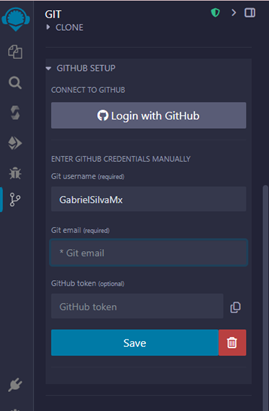 GIT
CLONE
GITHUB SETUP
CONNECT TO GITHUB
Login with GitHub
ENTER GITHUB CREDENTIALS MANUALLY
Git username (required)
GabrielSilvaMx
Git email (required)
* Git email
GitHub token (optional)
GitHub token
Save